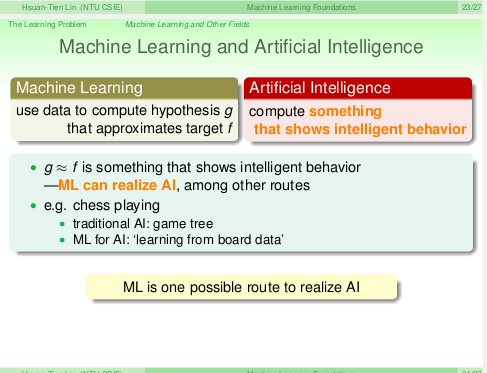 Hsuan-Tien Lin (NTU CSIE) Machine Learning Foundations 23/27
The Learning Problem Machine Learning and Other Fields
Machine Learning and Artificial Intelligence
Machine Learning
use data to compute hypothesis g
that approximates target f
Artificial Intelligence
compute something
that shows intelligent behavior
• g ≈ f is something that shows intelligent behavior
—ML can realize AI, among other routes
• e.g. chess playing
• traditional AI: game tree
• ML for AI: ‘learning from board data’
ML is one possible route to realize AI